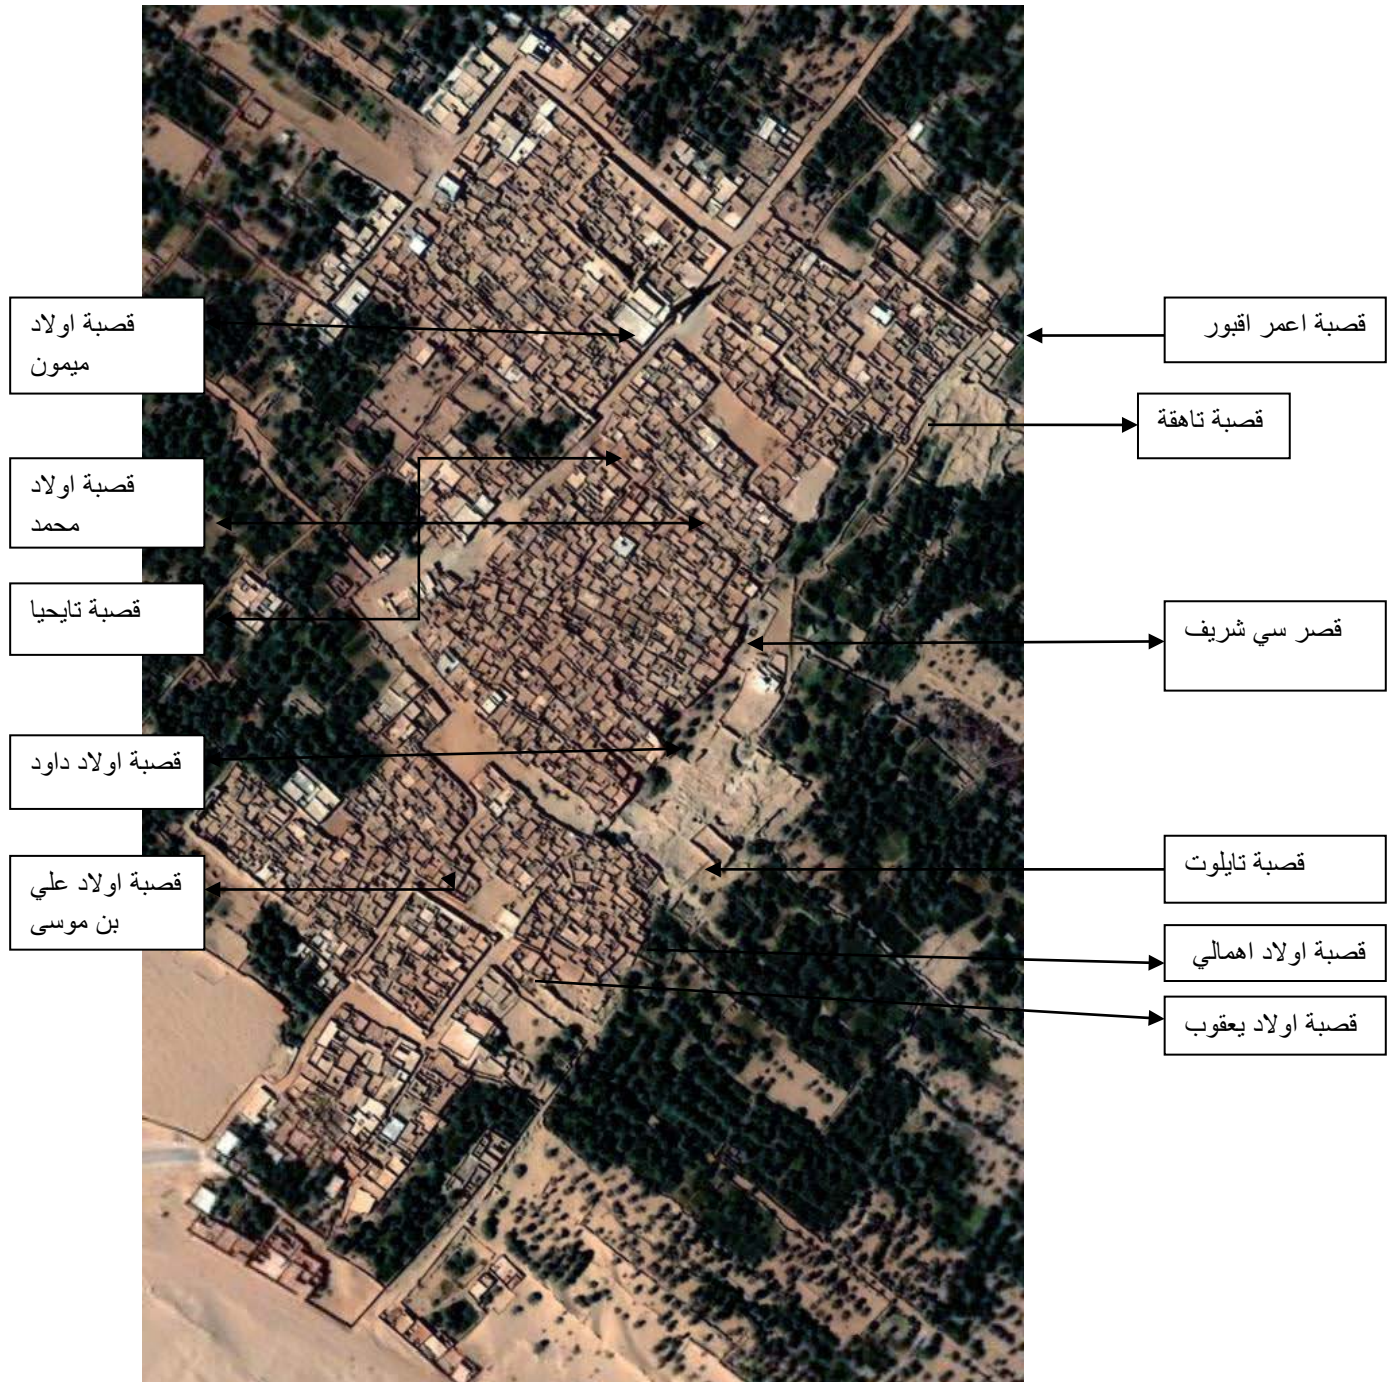 قصبة اعمر اقبور
قصبة اولاد
ميمون
قصبة تاهقة
قصبة اولاد
محمد
قصبة تايحيا
قصر سي شريف
قصبة اولاد داود
قصبة تايلوت
قصبة اولاد علي
بن موسى
قصبة اولاد اهمالي
قصبة اولاد يعقوب